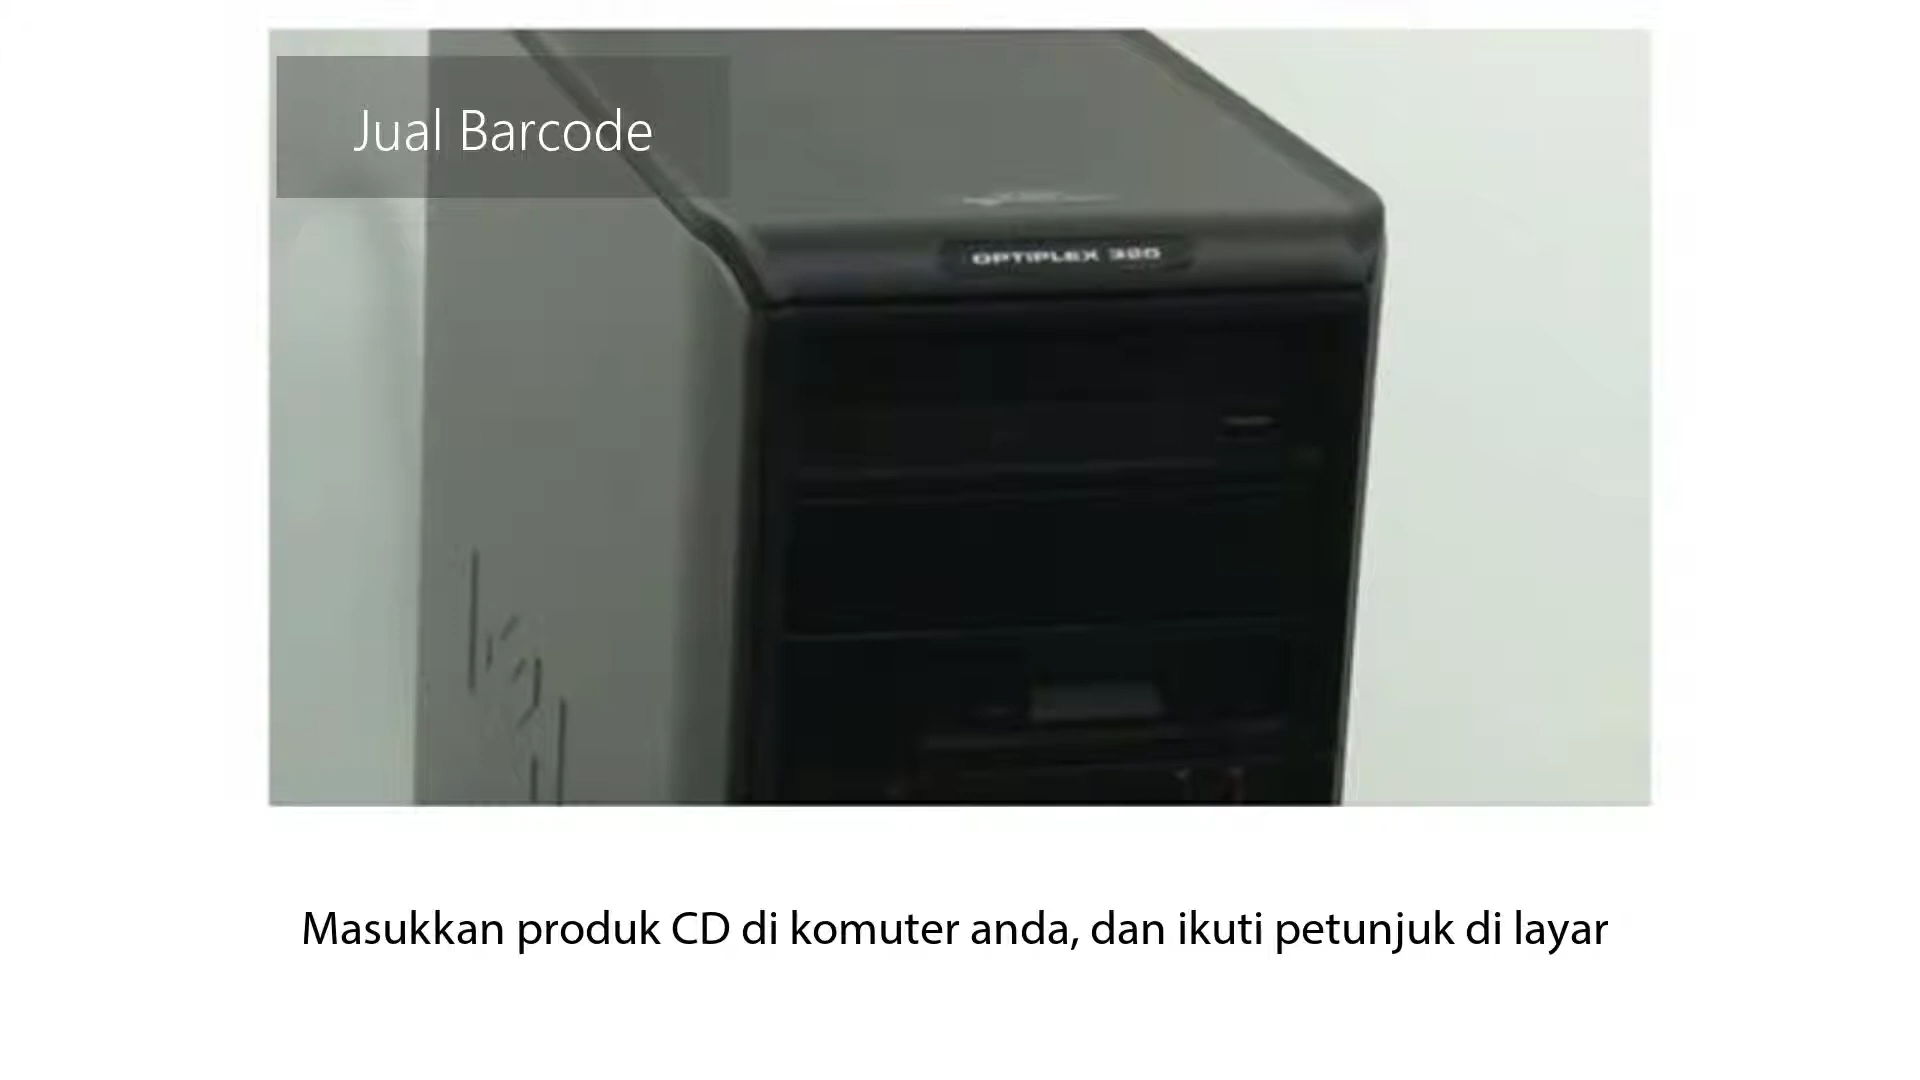 Jual Barcode
OPTIPLEX 320
Masukkan produk CD di komuter anda, dan ikuti petunjuk di layar